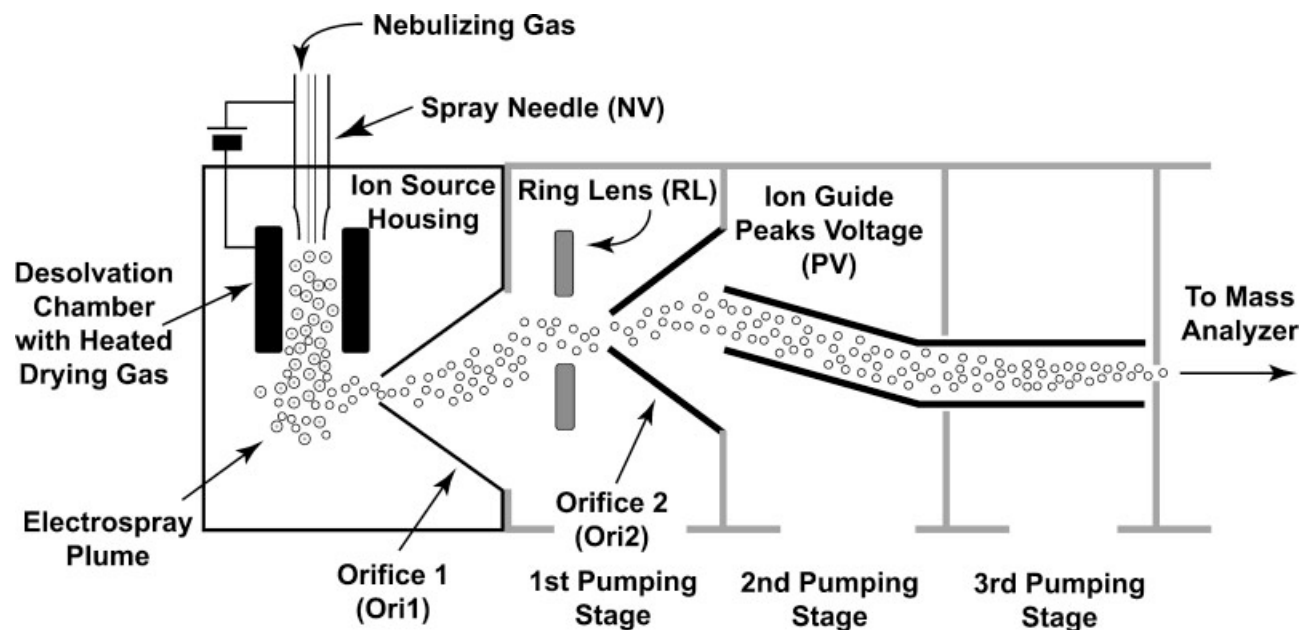 Nebulizing Gas
Spray Needle (NV)
Ion Source
Housing
Ring Lens (RL)
Ion Guide
Peaks Voltage
(PV)
Desolvation
Chamber
with Heated
Drying Gas
To Mass
Analyzer
Electrospray
Plume
Orifice 1
(Ori1)
Orifice 2
(Ori2)
1st Pumping
Stage
2nd Pumping
Stage
3rd Pumping
Stage